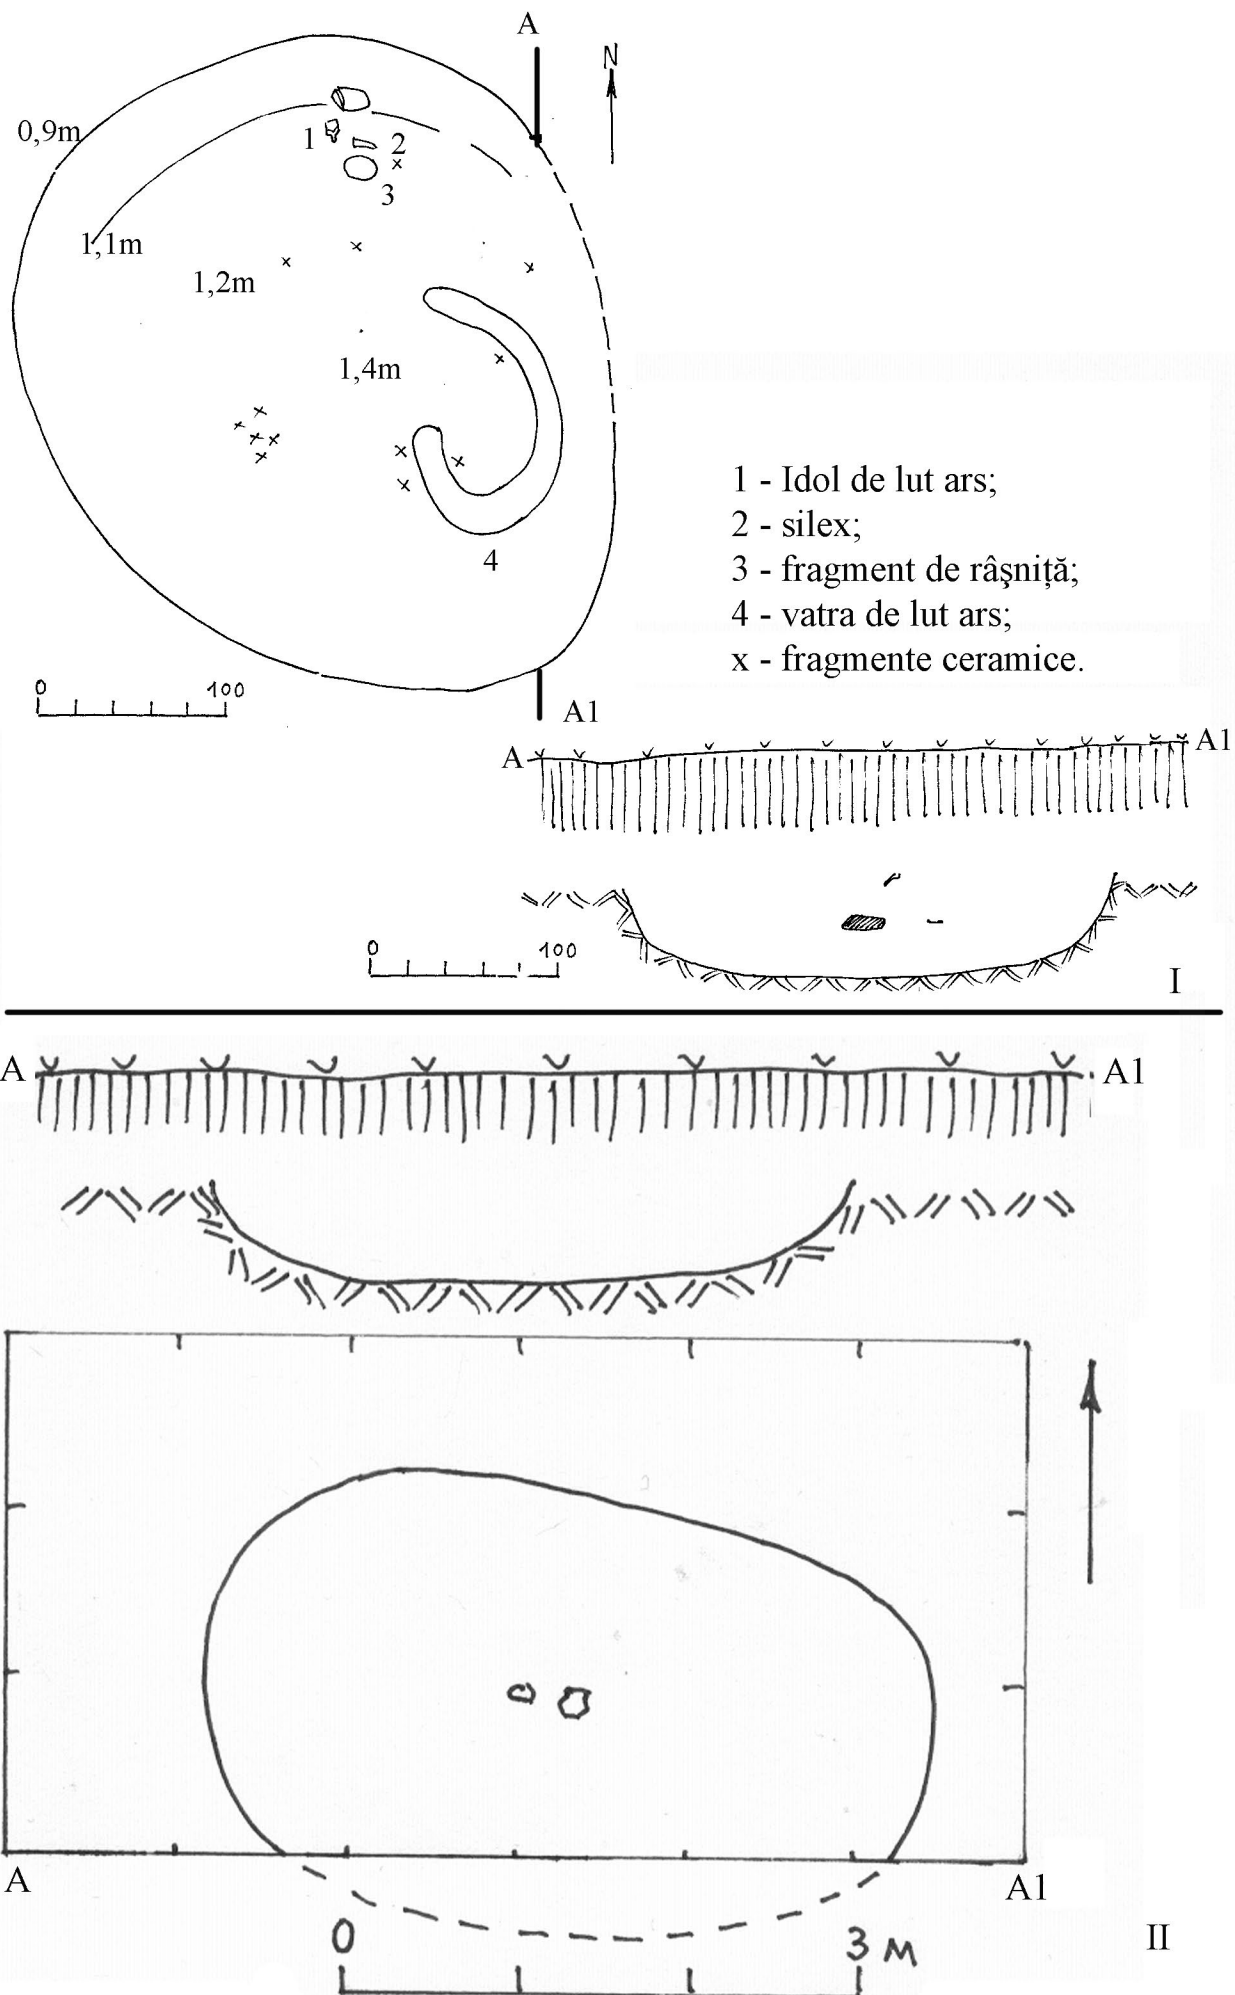 A
N
0,9m
1
2
3
1,1m
1,2m
1,4m
4
1 - Idol de lut ars;
2 - silex;
3 - fragment de râşniţă;
4 - vatra de lut ars;
x - fragmente ceramice.
0 100
A1
A A1
0 100
I
A A1
A A1
0 3 M
II